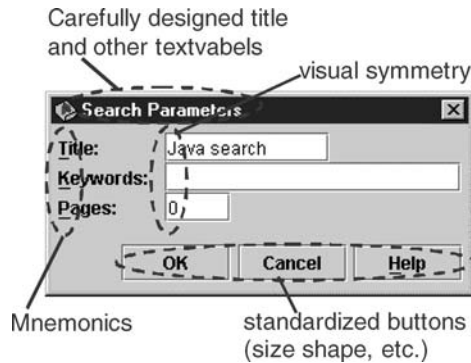 Carefully designed title
and other textvabels
visual symmetry
Search Parameters
Title: Java search
Keywords:
Pages: 0
OK Cancel Help
Mnemonics
standardized buttons
(size shape, etc.)